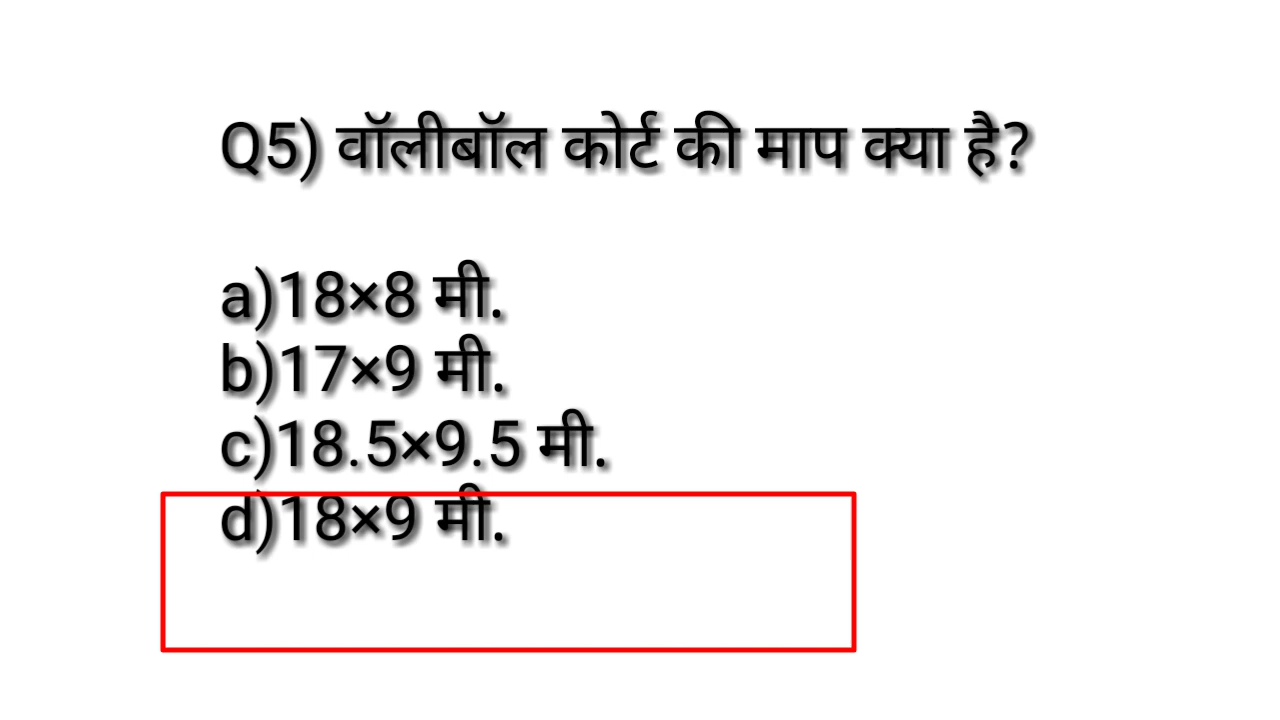 Q5) वॉलीबॉल कोर्ट की माप क्या है?
a)18×8 मी.
b)17×9 मी.
c)18.5×9.5 मी.
d)18×9 मी.